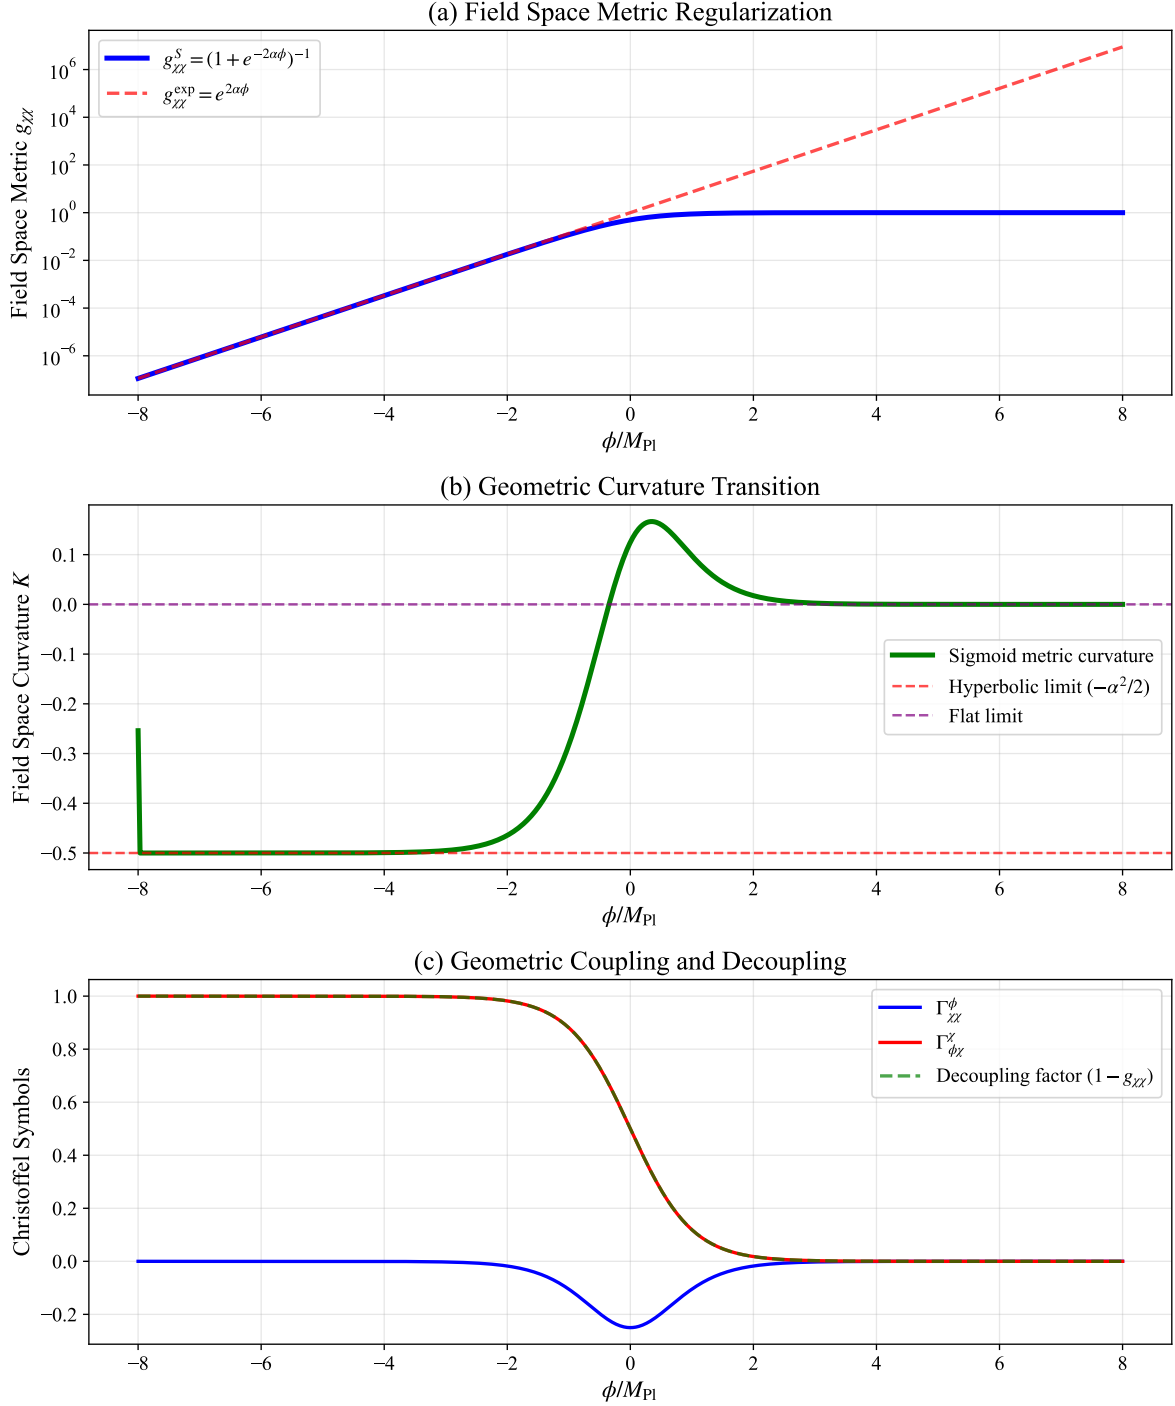 (a) Field Space Metric Regularization
g^S_χχ = (1 + e^{−2αϕ})^{−1}
g^exp_χχ = e^{2αϕ}
Field Space Metric g_χχ
10^6
10^4
10^2
10^0
10^−2
10^−4
10^−6
−8 −6 −4 −2 0 2 4 6 8
ϕ/M_Pl
(b) Geometric Curvature Transition
Field Space Curvature K
0.1
0.0
−0.1
−0.2
−0.3
−0.4
−0.5
Sigmoid metric curvature
Hyperbolic limit (−α^2/2)
Flat limit
−8 −6 −4 −2 0 2 4 6 8
ϕ/M_Pl
(c) Geometric Coupling and Decoupling
Christoffel Symbols
1.0
0.8
0.6
0.4
0.2
0.0
−0.2
Γ^ϕ_χχ
Γ^χ_ϕχ
Decoupling factor (1 − g_χχ)
−8 −6 −4 −2 0 2 4 6 8
ϕ/M_Pl